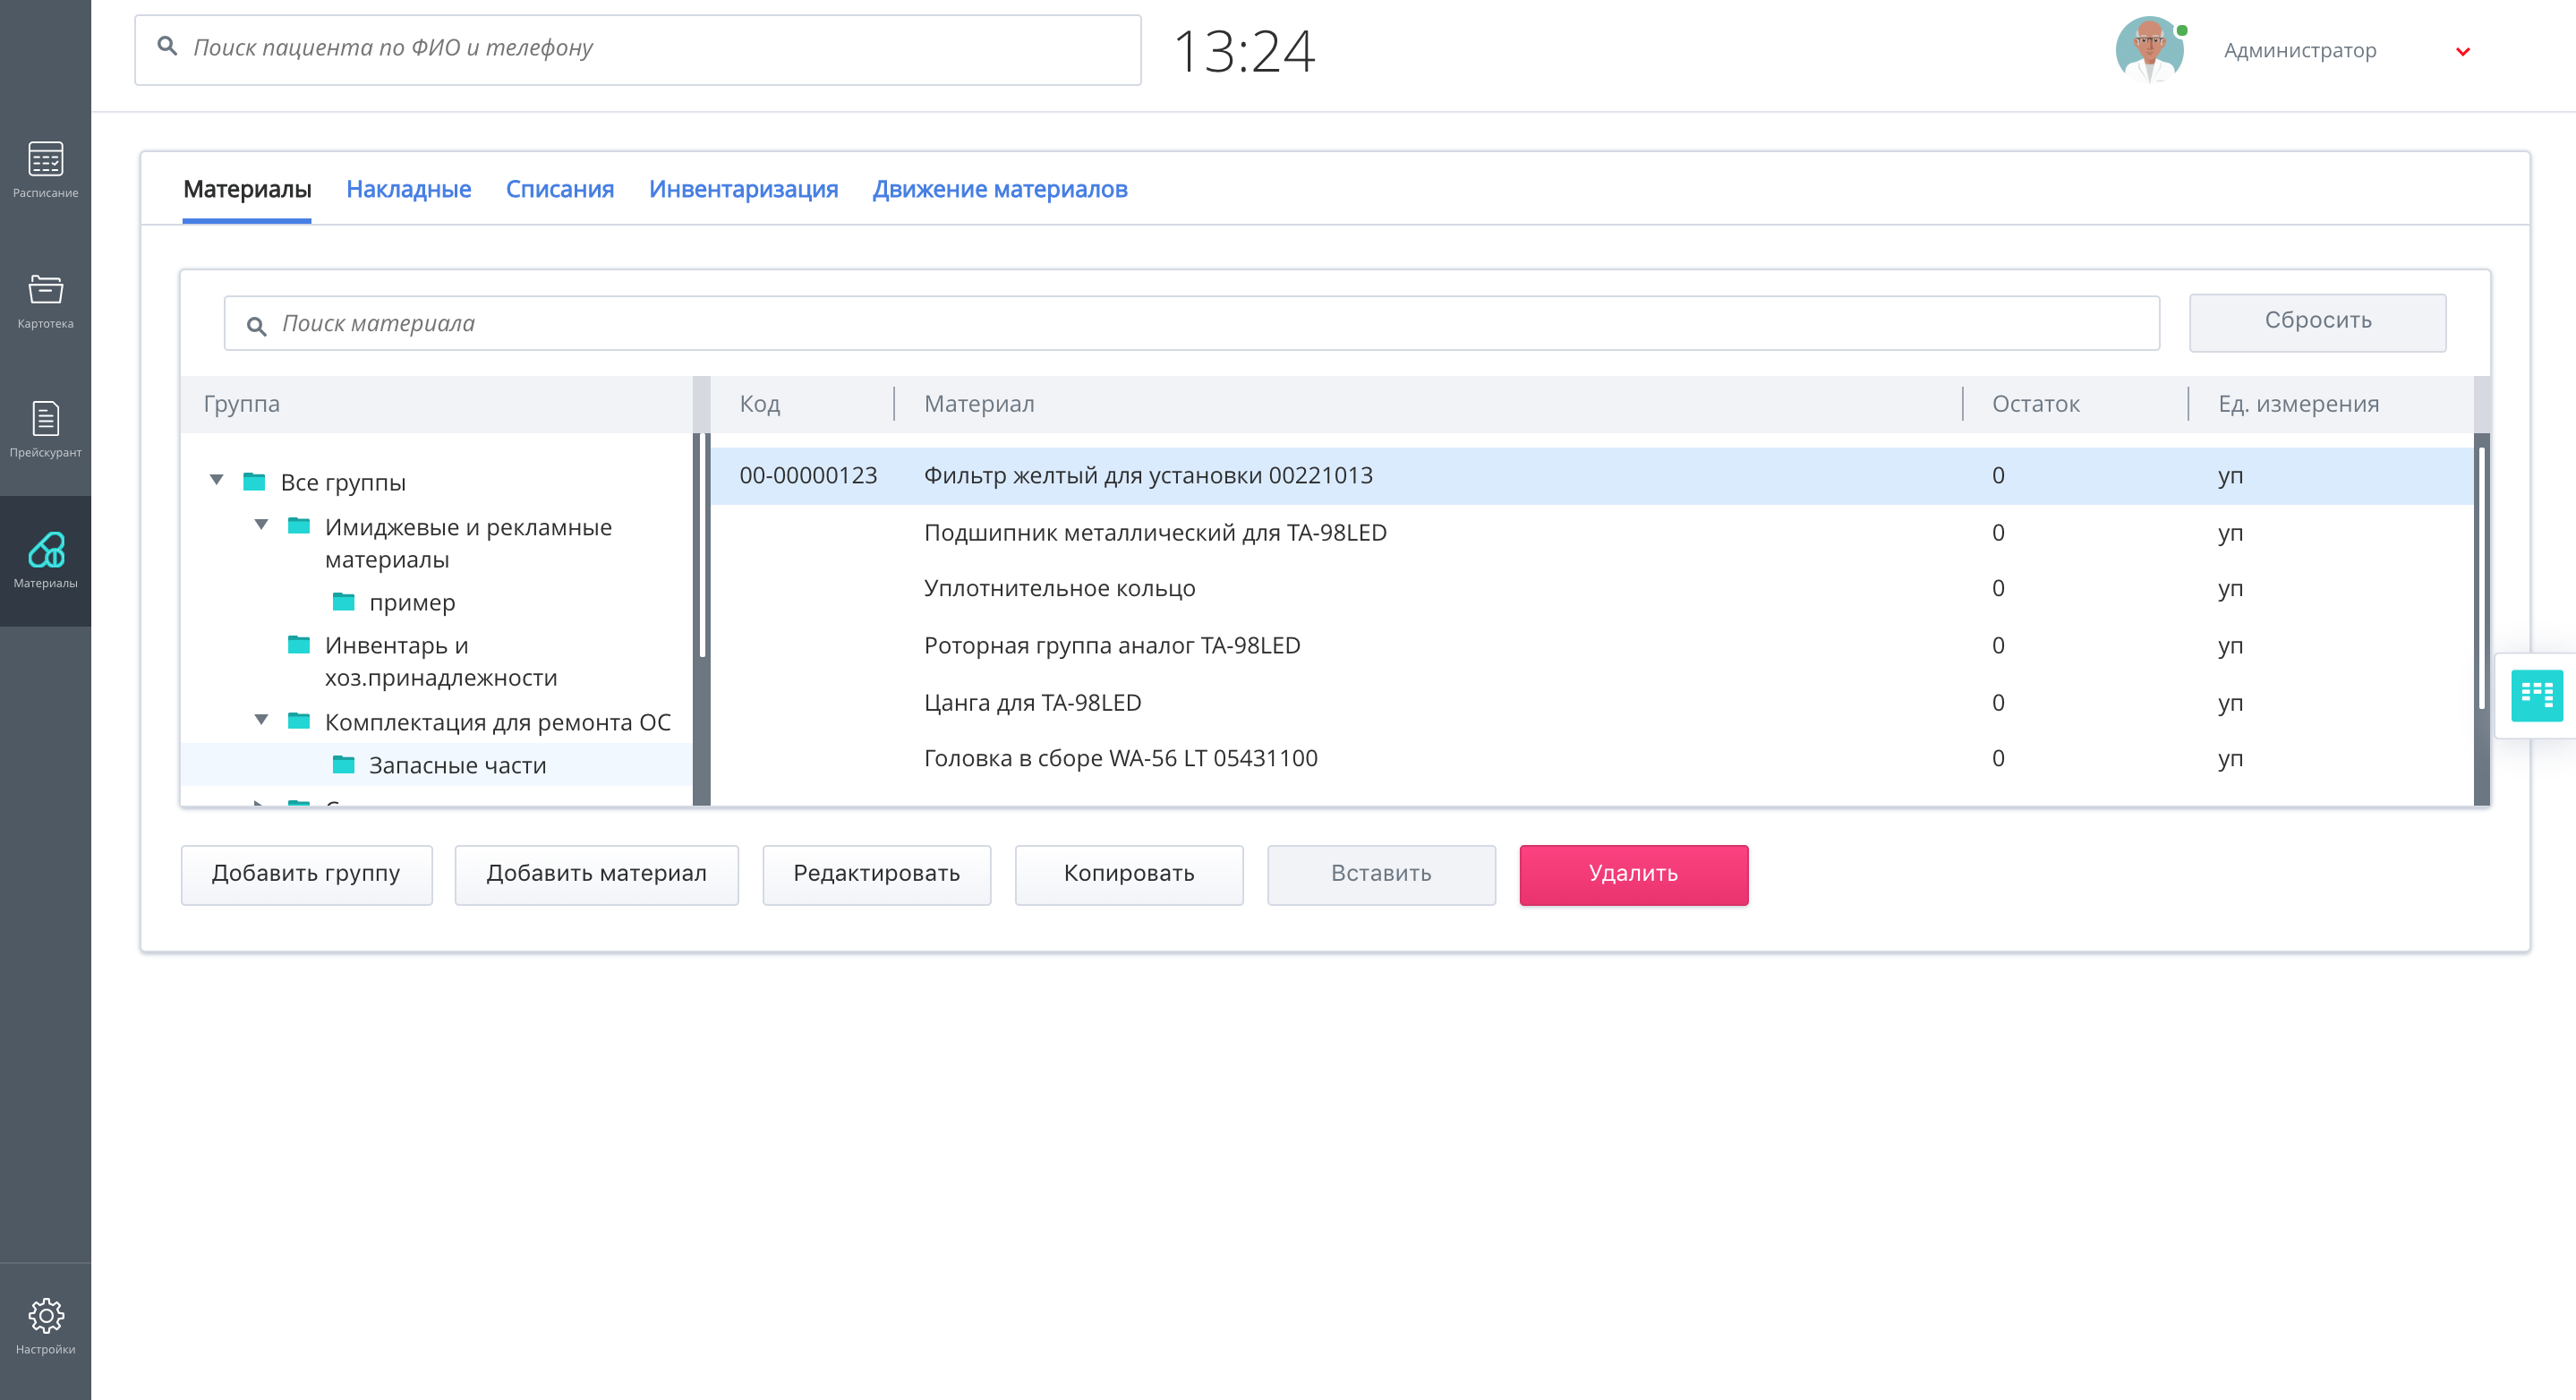 Поиск пациента по ФИО и телефону
13:24
Администратор
Расписание
Картотека
Прейскурант
Материалы
Настройки
Материалы Накладные Списания Инвентаризация Движение материалов
Поиск материала
Сбросить
Группа
Все группы
Имиджевые и рекламные
материалы
пример
Инвентарь и
хоз.принадлежности
Комплектация для ремонта ОС
Запасные части
Код Материал Остаток Ед. измерения
00-00000123 Фильтр желтый для установки 00221013 0 уп
Подшипник металлический для TA-98LED 0 уп
Уплотнительное кольцо 0 уп
Роторная группа аналог TA-98LED 0 уп
Цанга для TA-98LED 0 уп
Головка в сборе WA-56 LT 05431100 0 уп
Добавить группу Добавить материал Редактировать Копировать Вставить Удалить